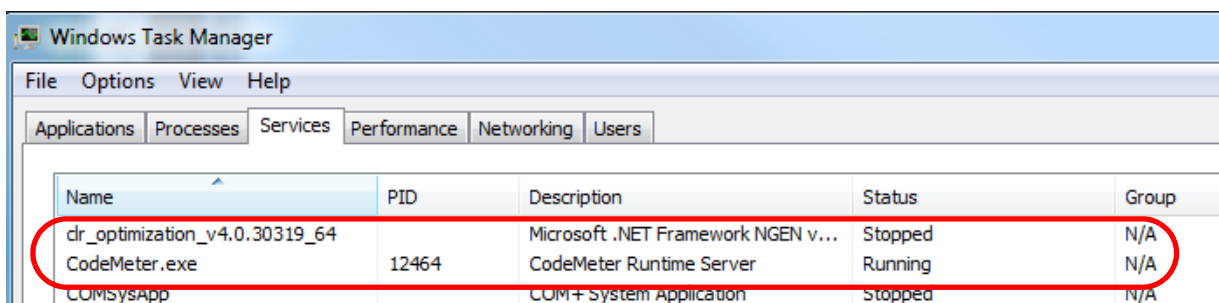 Windows Task Manager
File Options View Help
Applications Processes Services Performance Networking Users
Name PID Description Status Group
clr_optimization_v4.0.30319_64 Microsoft .NET Framework NGEN v... Stopped N/A
CodeMeter.exe 12464 CodeMeter Runtime Server Running N/A
COMSysApp COM+ System Application Stopped N/A